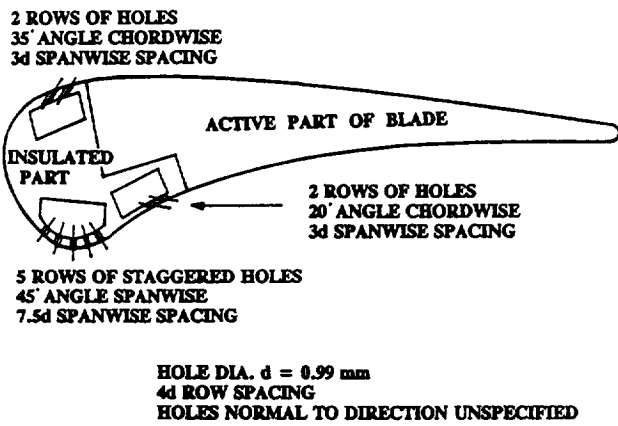 2 ROWS OF HOLES
35° ANGLE CHORDWISE
3d SPANWISE SPACING
ACTIVE PART OF BLADE
INSULATED
PART
2 ROWS OF HOLES
20° ANGLE CHORDWISE
3d SPANWISE SPACING
5 ROWS OF STAGGERED HOLES
45° ANGLE SPANWISE
7.5d SPANWISE SPACING
HOLE DIA. d = 0.99 mm
4d ROW SPACING
HOLES NORMAL TO DIRECTION UNSPECIFIED